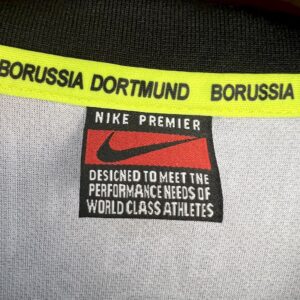 BORUSSIA DORTMUND BORUSSIA
NIKE PREMIER
DESIGNED TO MEET THE
PERFORMANCE NEEDS OF
WORLD CLASS ATHLETES